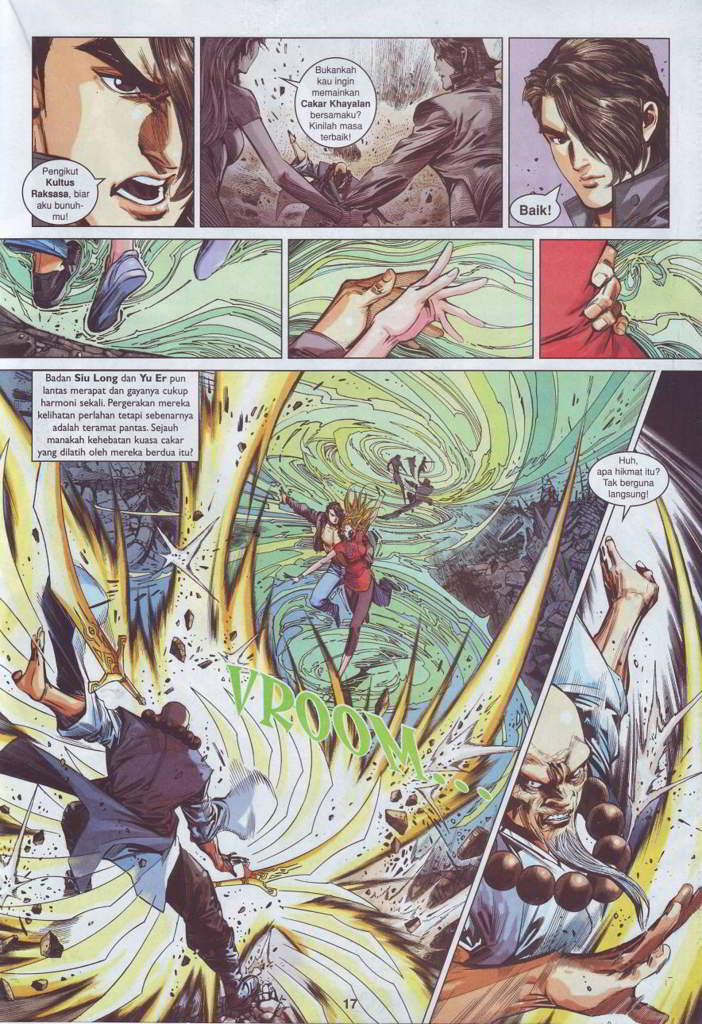 Pengikut
Kultus
Raksasa, biar
aku bunuh-
mu!
Bukankah
kau ingin
memainkan
Cakar Khayalan
bersamaku?
Kinilah masa
terbaik!
Baik!
Badan Siu Long dan Yu Er pun
lantas merapat dan gayanya cukup
harmoni sekali. Pergerakan mereka
kelihatan perlahan tetapi sebenarnya
adalah teramat pantas. Sejauh
manakah kehebatan kuasa cakar
yang dilatih oleh mereka berdua itu?
Huh,
apa hikmat itu?
Tak berguna
langsung!
VROOM...
17